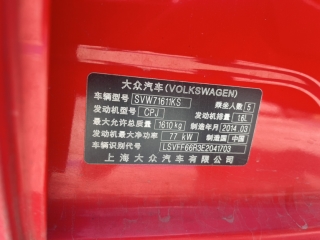 大众汽车(VOLKSWAGEN)
车辆型号 SVW71611KS 乘坐人数 5
发动机型号 CPJ 发动机排量 1.6L
最大允许总质量 1610 kg 制造年月 2014.03
发动机最大净功率 77 kW 制造国 中国
车辆识别代号 LSVFF66R3E2041703
上海大众汽车有限公司